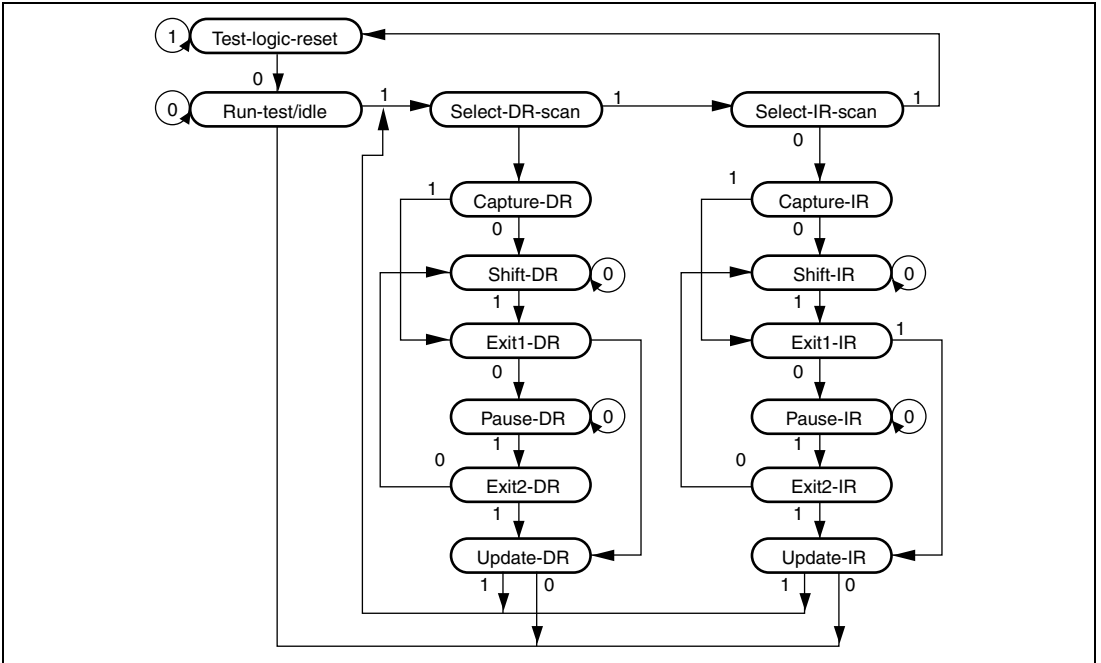 1 Test-logic-reset
0
0 Run-test/idle 1 Select-DR-scan 1 Select-IR-scan 1
0
1 Capture-DR 1 Capture-IR
0 0
Shift-DR 0 Shift-IR 0
1 1
Exit1-DR Exit1-IR 1
0 0
Pause-DR 0 Pause-IR 0
1 1
0 0
Exit2-DR Exit2-IR
1 1
Update-DR Update-IR
1 0 1 0